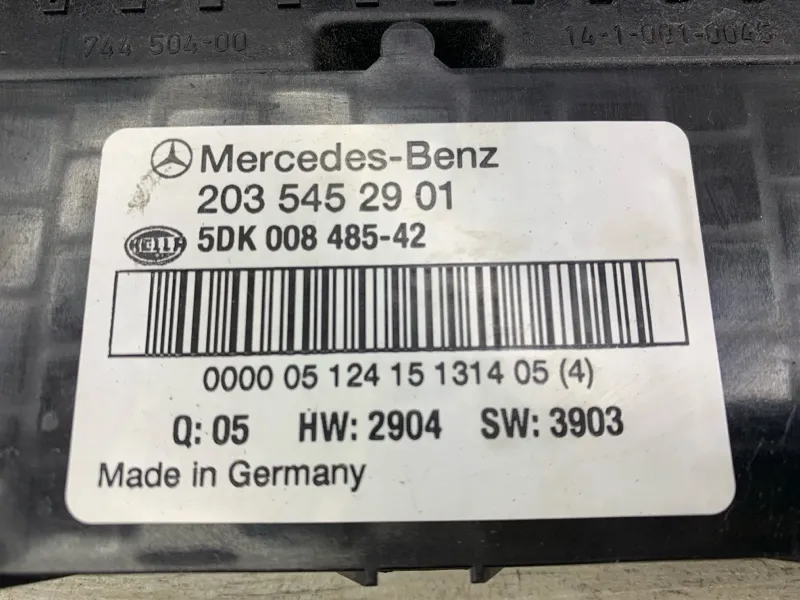 744 504-00
14-1-001-0045
Mercedes-Benz
203 545 29 01
HELLA
5DK 008 485-42
0000 05 124 15 1314 05 (4)
Q: 05 HW: 2904 SW: 3903
Made in Germany